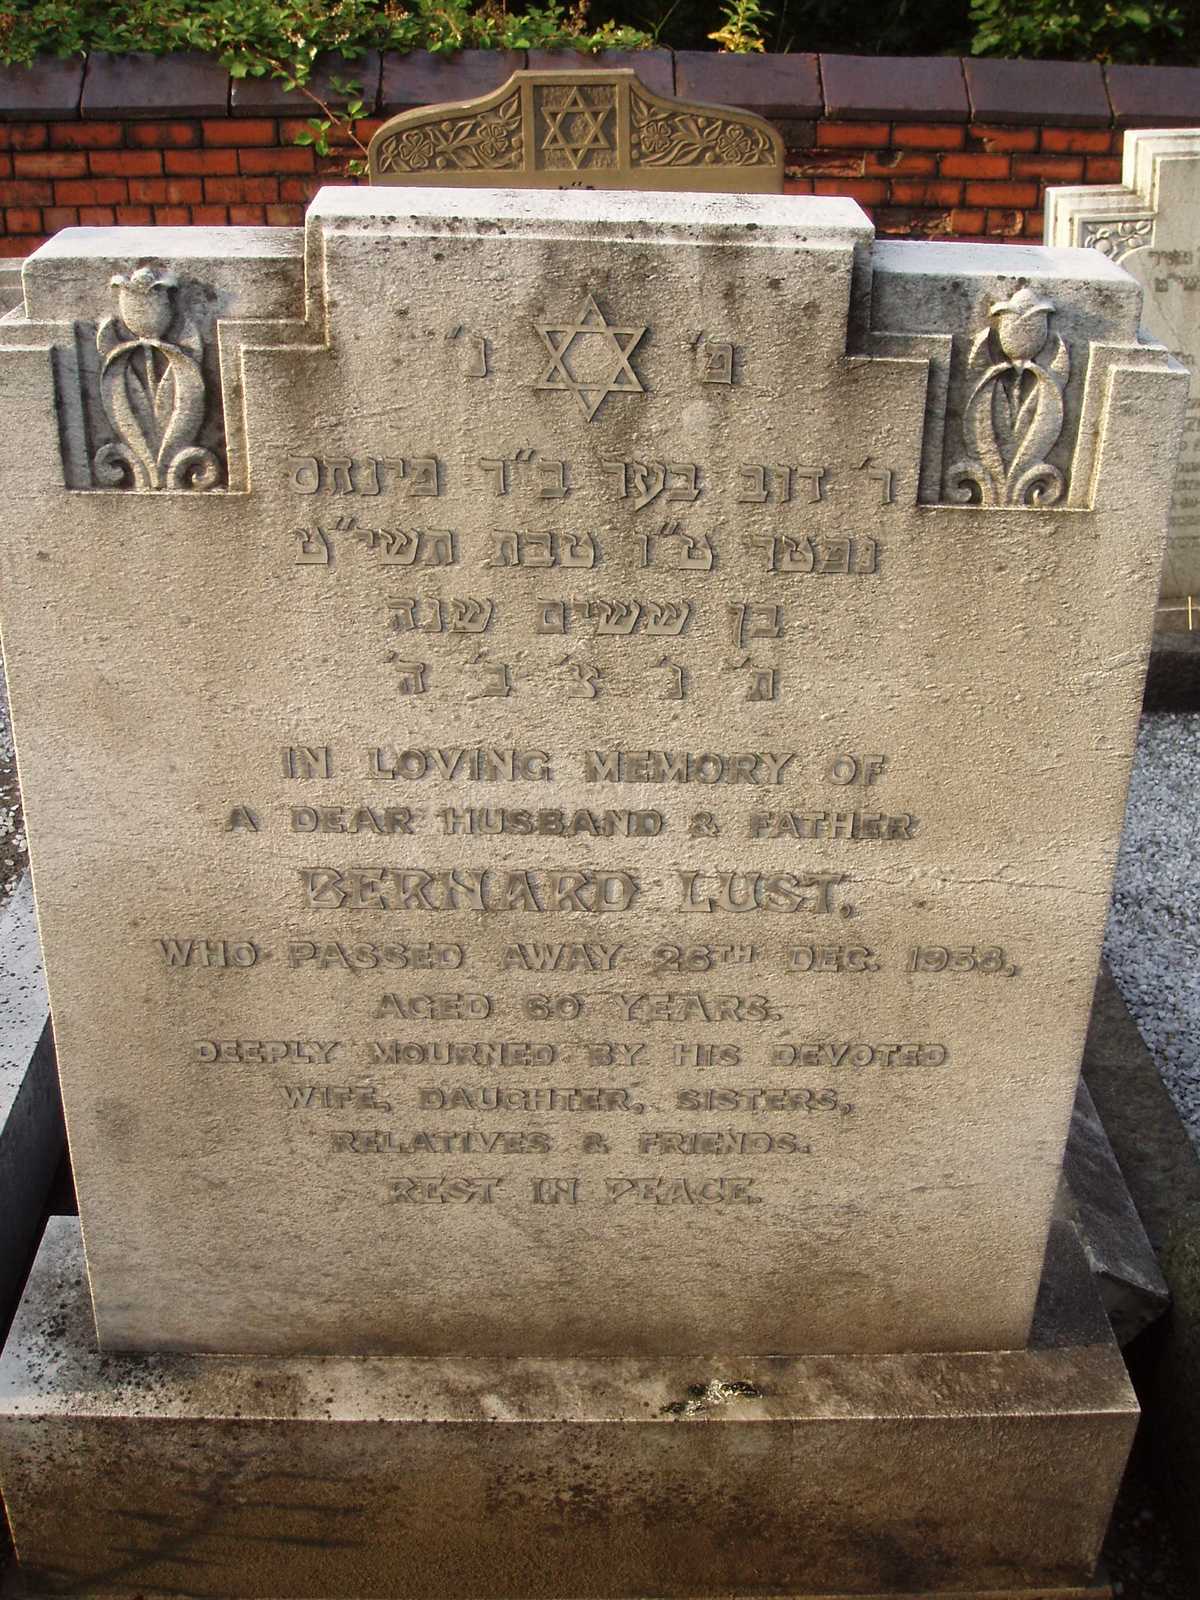 פ׳ נ׳
ר׳ דוב בער ב״ר פינחס
נפטר ט״ו טבת תשי״ט
בן ששים שנה
ת׳ נ׳ צ׳ ב׳ ה׳
IN LOVING MEMORY OF
A DEAR HUSBAND & FATHER
BERNARD LUST,
WHO PASSED AWAY 26TH DEC. 1958,
AGED 60 YEARS.
DEEPLY MOURNED BY HIS DEVOTED
WIFE, DAUGHTER, SISTERS,
RELATIVES & FRIENDS.
REST IN PEACE.